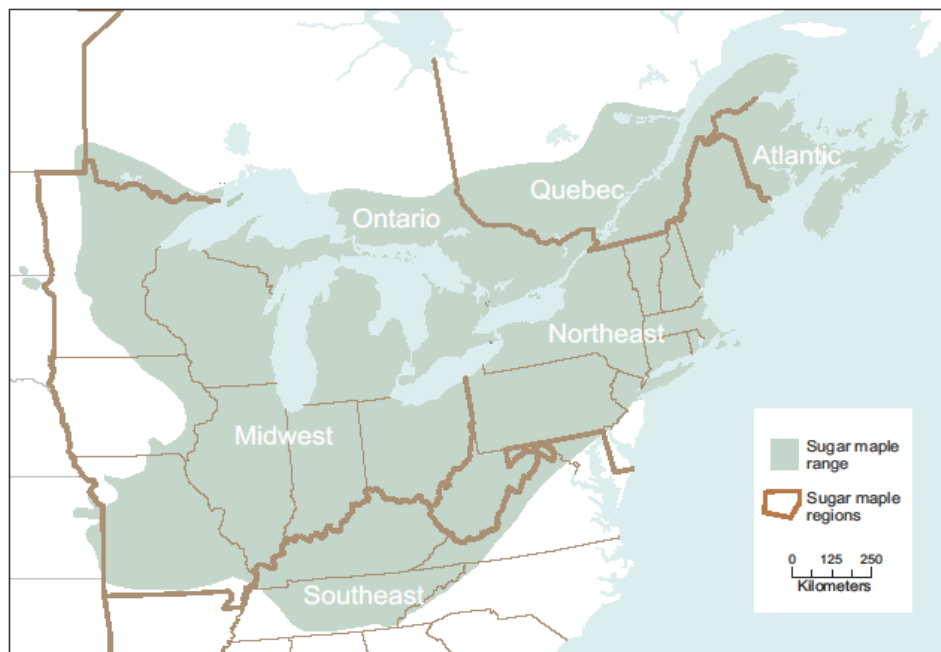 Atlantic
Quebec
Ontario
Northeast
Midwest
Southeast
Sugar maple
range
Sugar maple
regions
0 125 250
Kilometers